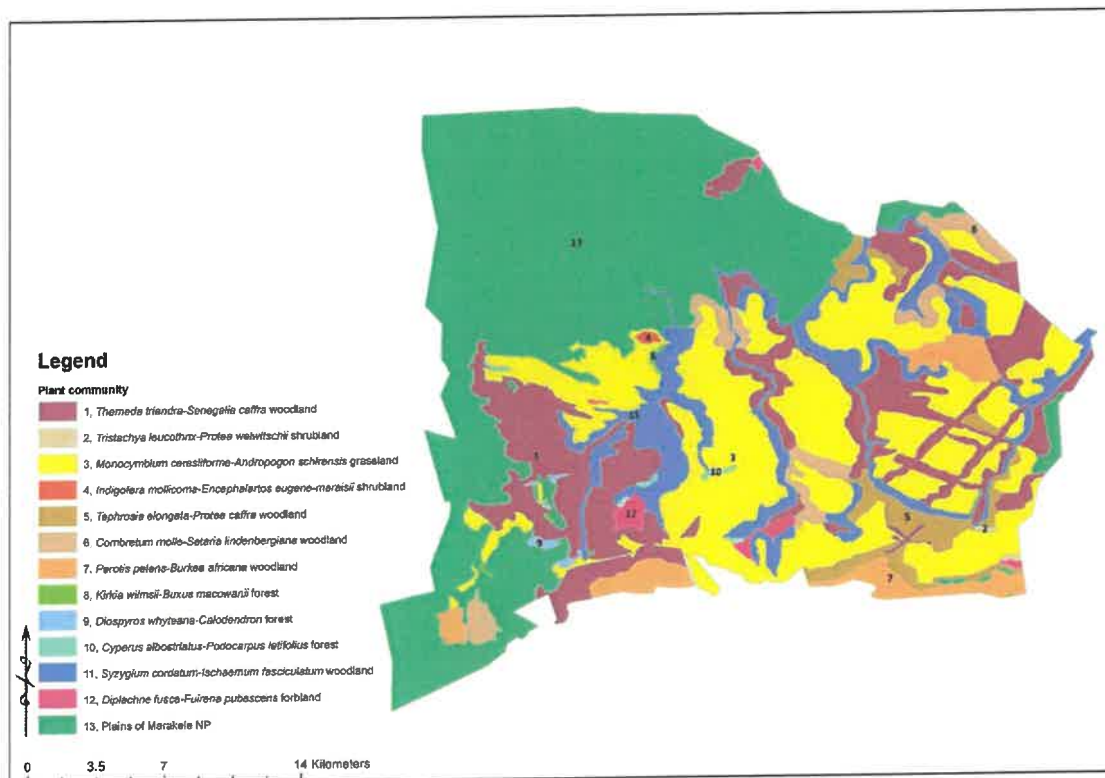 13
6
4
8
11
1
3
10
12
9
5
2
7
Legend
Plant community
1, Themeda triandra-Senegalia caffra woodland
2, Tristachya leucothrix-Protea welwitschii shrubland
3, Monocymbium ceresiiforme-Andropogon schirensis grassland
4, Indigofera mollicoma-Encephalartos eugene-maraisii shrubland
5, Tephrosia elongata-Protea caffra woodland
6, Combretum molle-Setaria lindenbergiana woodland
7, Perotis patens-Burkea africana woodland
8, Kirkia wilmsii-Buxus macowanii forest
9, Diospyros whyteana-Calodendron forest
10, Cyperus albostriatus-Podocarpus latifolius forest
11, Syzygium cordatum-Ischaemum fasciculatum woodland
12, Diplachne fusca-Fuirena pubescens forbland
13, Plains of Marakele NP
0 3.5 7 14 Kilometers